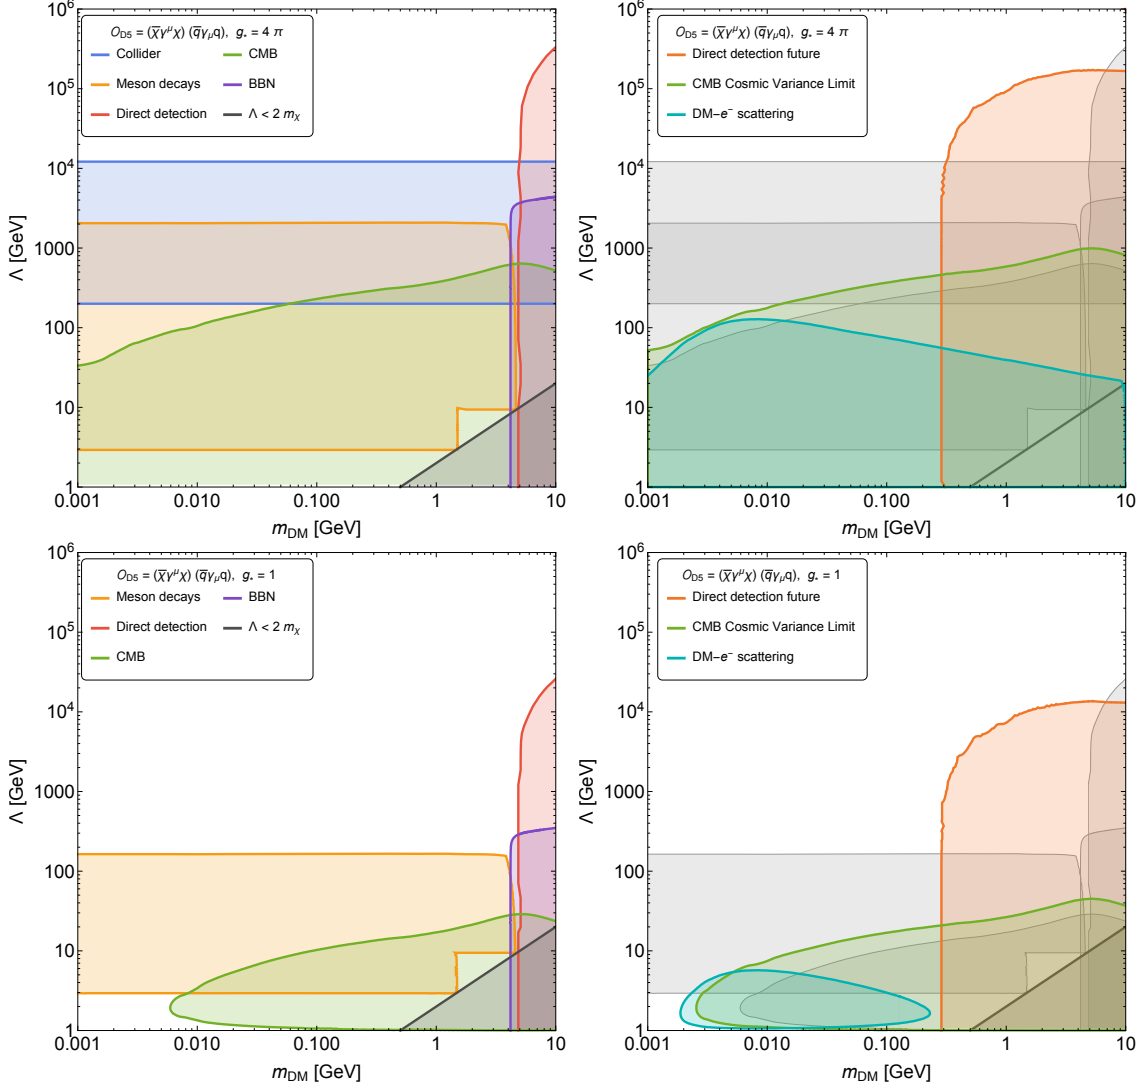 O_D5 = (χ̅γ^μχ) (q̅γ_μq), g_* = 4 π
Collider
CMB
Meson decays
BBN
Direct detection
Λ < 2 m_χ
10^6
10^5
10^4
1000
100
10
1
Λ [GeV]
0.001
0.010
0.100
1
10
m_DM [GeV]
O_D5 = (χ̅γ^μχ) (q̅γ_μq), g_* = 4 π
Direct detection future
CMB Cosmic Variance Limit
DM–e⁻ scattering
10^6
10^5
10^4
1000
100
10
1
Λ [GeV]
0.001
0.010
0.100
1
10
m_DM [GeV]
O_D5 = (χ̅γ^μχ) (q̅γ_μq), g_* = 1
Meson decays
BBN
Direct detection
Λ < 2 m_χ
CMB
10^6
10^5
10^4
1000
100
10
1
Λ [GeV]
0.001
0.010
0.100
1
10
m_DM [GeV]
O_D5 = (χ̅γ^μχ) (q̅γ_μq), g_* = 1
Direct detection future
CMB Cosmic Variance Limit
DM–e⁻ scattering
10^6
10^5
10^4
1000
100
10
1
Λ [GeV]
0.001
0.010
0.100
1
10
m_DM [GeV]